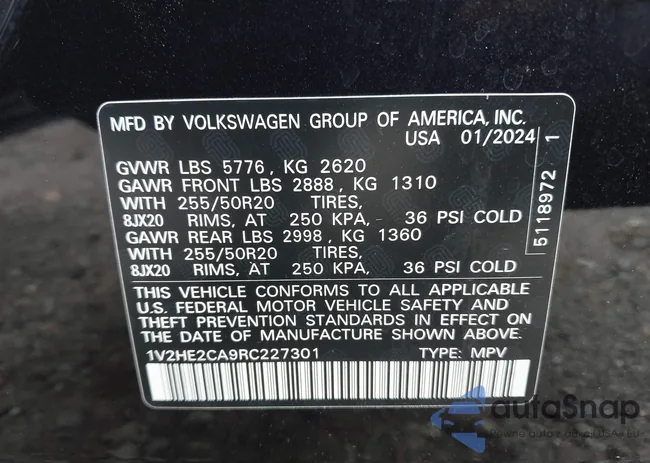 MFD BY VOLKSWAGEN GROUP OF AMERICA, INC.
USA 01/2024
GVWR LBS 5776, KG 2620
GAWR FRONT LBS 2888, KG 1310
WITH 255/50R20 TIRES,
8JX20 RIMS, AT 250 KPA, 36 PSI COLD
GAWR REAR LBS 2998, KG 1360
WITH 255/50R20 TIRES,
8JX20 RIMS, AT 250 KPA, 36 PSI COLD
THIS VEHICLE CONFORMS TO ALL APPLICABLE
U.S. FEDERAL MOTOR VEHICLE SAFETY AND
THEFT PREVENTION STANDARDS IN EFFECT ON
THE DATE OF MANUFACTURE SHOWN ABOVE.
1V2HE2CA9RC227301 TYPE: MPV
5118972 1
autoSnap